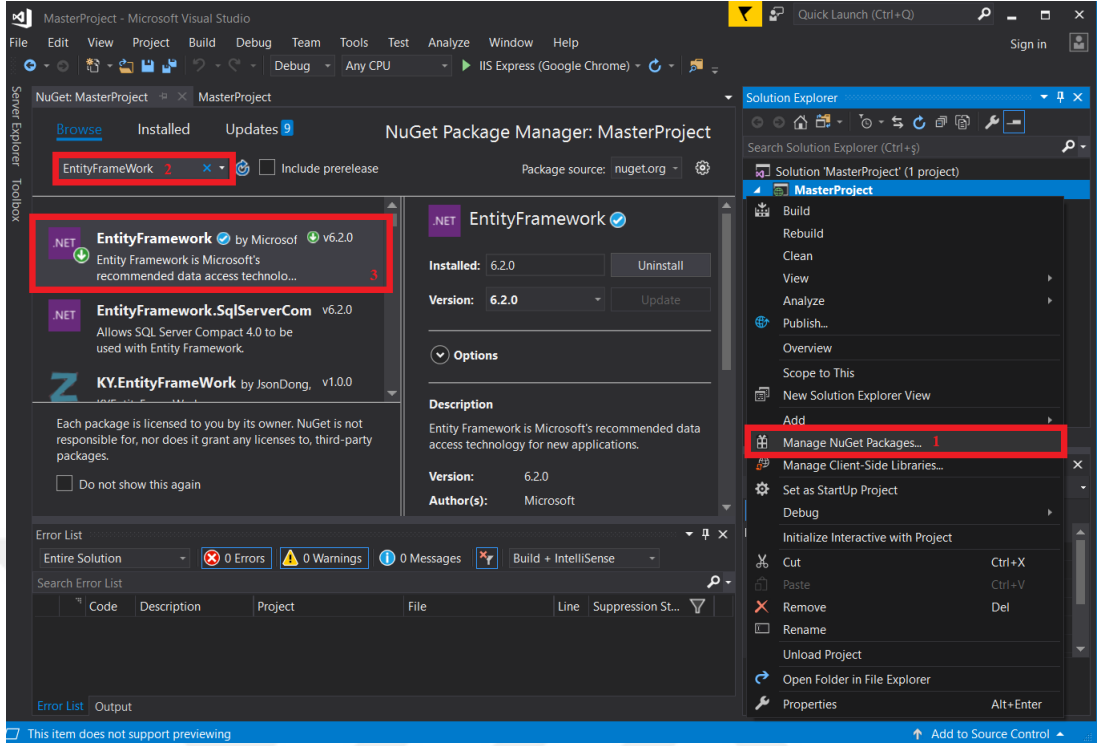 MasterProject - Microsoft Visual Studio
Quick Launch (Ctrl+Q)
File Edit View Project Build Debug Team Tools Test Analyze Window Help
Sign in
Debug Any CPU IIS Express (Google Chrome)
Server Explorer
Toolbox
NuGet: MasterProject MasterProject
Browse Installed Updates 9
NuGet Package Manager: MasterProject
EntityFrameWork 2
Include prerelease
Package source: nuget.org
EntityFramework by Microsof v6.2.0
.NET
Entity Framework is Microsoft's
recommended data access technolo... 3
EntityFramework.SqlServerCom v6.2.0
.NET
Allows SQL Server Compact 4.0 to be
used with Entity Framework.
KY.EntityFrameWork by JsonDong, v1.0.0
Each package is licensed to you by its owner. NuGet is not
responsible for, nor does it grant any licenses to, third-party
packages.
Do not show this again
.NET EntityFramework
Installed: 6.2.0 Uninstall
Version: 6.2.0 Update
Options
Description
Entity Framework is Microsoft's recommended data
access technology for new applications.
Version: 6.2.0
Author(s): Microsoft
Error List
Entire Solution 0 Errors 0 Warnings 0 Messages Build + IntelliSense
Search Error List
Code Description Project File Line Suppression St...
Error List Output
Solution Explorer
Search Solution Explorer (Ctrl+ş)
Solution 'MasterProject' (1 project)
MasterProject
Build
Rebuild
Clean
View
Analyze
Publish...
Overview
Scope to This
New Solution Explorer View
Add
Manage NuGet Packages... 1
Manage Client-Side Libraries...
Set as StartUp Project
Debug
Initialize Interactive with Project
Cut Ctrl+X
Paste Ctrl+V
Remove Del
Rename
Unload Project
Open Folder in File Explorer
Properties Alt+Enter
This item does not support previewing
Add to Source Control